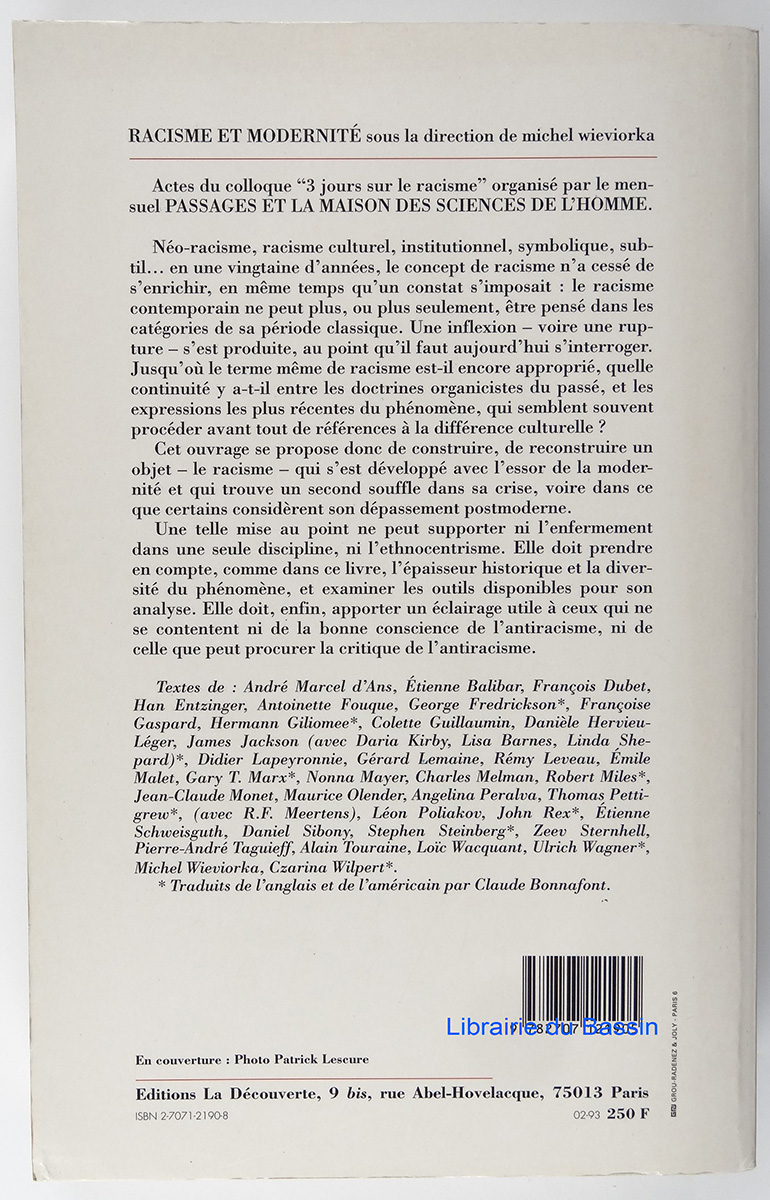 RACISME ET MODERNITÉ sous la direction de michel wieviorka
Actes du colloque “3 jours sur le racisme” organisé par le men-
suel PASSAGES ET LA MAISON DES SCIENCES DE L’HOMME.
Néo-racisme, racisme culturel, institutionnel, symbolique, sub-
til... en une vingtaine d’années, le concept de racisme n’a cessé de
s’enrichir, en même temps qu’un constat s’imposait : le racisme
contemporain ne peut plus, ou plus seulement, être pensé dans les
catégories de sa période classique. Une inflexion – voire une rup-
ture – s’est produite, au point qu’il faut aujourd’hui s’interroger.
Jusqu’où le terme même de racisme est-il encore approprié, quelle
continuité y a-t-il entre les doctrines organicistes du passé, et les
expressions les plus récentes du phénomène, qui semblent souvent
procéder avant tout de références à la différence culturelle ?
Cet ouvrage se propose donc de construire, de reconstruire un
objet – le racisme – qui s’est développé avec l’essor de la moder-
nité et qui trouve un second souffle dans sa crise, voire dans ce
que certains considèrent son dépassement postmoderne.
Une telle mise au point ne peut supporter ni l’enfermement
dans une seule discipline, ni l’ethnocentrisme. Elle doit prendre
en compte, comme dans ce livre, l’épaisseur historique et la diver-
sité du phénomène, et examiner les outils disponibles pour son
analyse. Elle doit, enfin, apporter un éclairage utile à ceux qui ne
se contentent ni de la bonne conscience de l’antiracisme, ni de
celle que peut procurer la critique de l’antiracisme.
Textes de : André Marcel d’Ans, Étienne Balibar, François Dubet,
Han Entzinger, Antoinette Fouque, George Fredrickson*, Françoise
Gaspard, Hermann Giliomee*, Colette Guillaumin, Danièle Hervieu-
Léger, James Jackson (avec Daria Kirby, Lisa Barnes, Linda She-
pard)*, Didier Lapeyronnie, Gérard Lemaine, Rémy Leveau, Émile
Malet, Gary T. Marx*, Nonna Mayer, Charles Melman, Robert Miles*,
Jean-Claude Monet, Maurice Olender, Angelina Peralva, Thomas Petti-
grew*, (avec R.F. Meertens), Léon Poliakov, John Rex*, Étienne
Schweisguth, Daniel Sibony, Stephen Steinberg*, Zeev Sternhell,
Pierre-André Taguieff, Alain Touraine, Loïc Wacquant, Ulrich Wagner*,
Michel Wieviorka, Czarina Wilpert*.
* Traduits de l’anglais et de l’américain par Claude Bonnafont.
Librairie du Bassin
En couverture : Photo Patrick Lescure
Editions La Découverte, 9 bis, rue Abel-Hovelacque, 75013 Paris
ISBN 2-7071-2190-8 02-93 250 F
GROU-RADENEZ & JOLY - PARIS 6